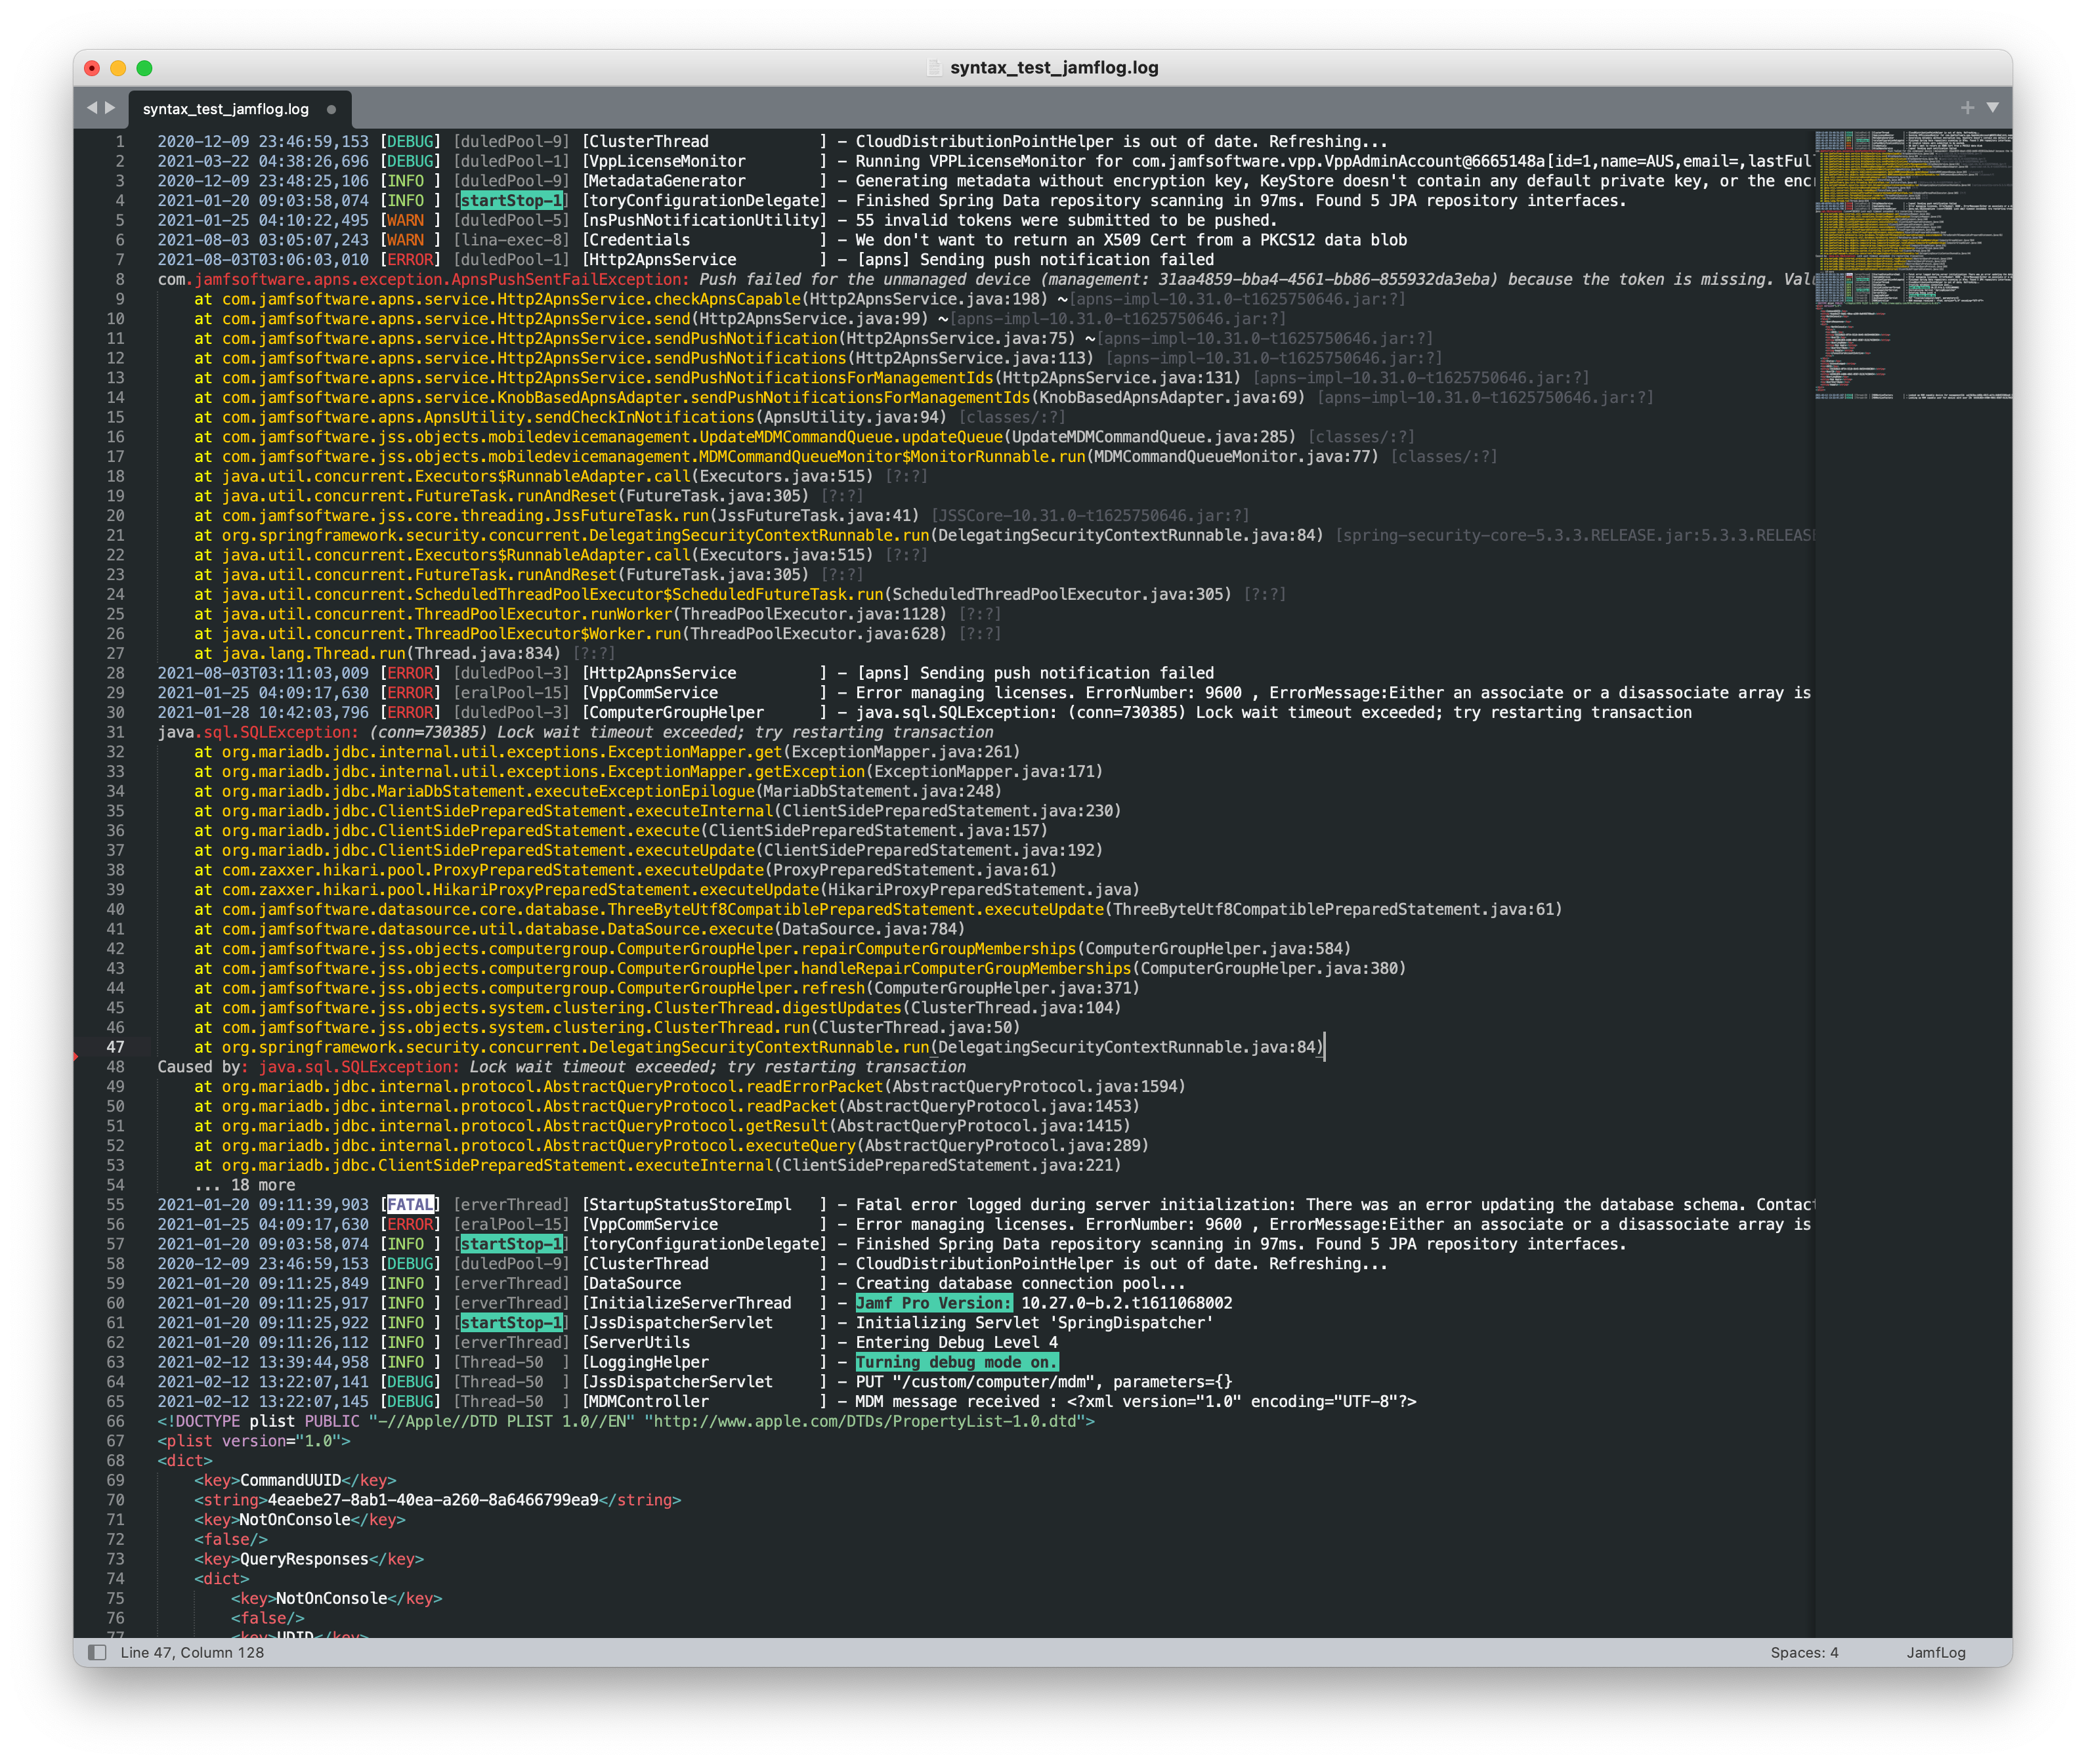 syntax_test_jamflog.log
syntax_test_jamflog.log
1 2020-12-09 23:46:59,153 [DEBUG] [duledPool-9] [ClusterThread            ] - CloudDistributionPointHelper is out of date. Refreshing...
2 2021-03-22 04:38:26,696 [DEBUG] [duledPool-1] [VppLicenseMonitor        ] - Running VPPLicenseMonitor for com.jamfsoftware.vpp.VppAdminAccount@6665148a[id=1,name=AUS,email=,lastFul
3 2020-12-09 23:48:25,106 [INFO ] [duledPool-9] [MetadataGenerator        ] - Generating metadata without encryption key, KeyStore doesn't contain any default private key, or the encr
4 2021-01-20 09:03:58,074 [INFO ] [startStop-1] [toryConfigurationDelegate] - Finished Spring Data repository scanning in 97ms. Found 5 JPA repository interfaces.
5 2021-01-25 04:10:22,495 [WARN ] [duledPool-5] [nsPushNotificationUtility] - 55 invalid tokens were submitted to be pushed.
6 2021-08-03 03:05:07,243 [WARN ] [lina-exec-8] [Credentials              ] - We don't want to return an X509 Cert from a PKCS12 data blob
7 2021-08-03T03:06:03,010 [ERROR] [duledPool-1] [Http2ApnsService         ] - [apns] Sending push notification failed
8 com.jamfsoftware.apns.exception.ApnsPushSentFailException: Push failed for the unmanaged device (management: 31aa4859-bba4-4561-bb86-855932da3eba) because the token is missing. Val
9     at com.jamfsoftware.apns.service.Http2ApnsService.checkApnsCapable(Http2ApnsService.java:198) ~[apns-impl-10.31.0-t1625750646.jar:?]
10     at com.jamfsoftware.apns.service.Http2ApnsService.send(Http2ApnsService.java:99) ~[apns-impl-10.31.0-t1625750646.jar:?]
11     at com.jamfsoftware.apns.service.Http2ApnsService.sendPushNotification(Http2ApnsService.java:75) ~[apns-impl-10.31.0-t1625750646.jar:?]
12     at com.jamfsoftware.apns.service.Http2ApnsService.sendPushNotifications(Http2ApnsService.java:113) [apns-impl-10.31.0-t1625750646.jar:?]
13     at com.jamfsoftware.apns.service.Http2ApnsService.sendPushNotificationsForManagementIds(Http2ApnsService.java:131) [apns-impl-10.31.0-t1625750646.jar:?]
14     at com.jamfsoftware.apns.service.KnobBasedApnsAdapter.sendPushNotificationsForManagementIds(KnobBasedApnsAdapter.java:69) [apns-impl-10.31.0-t1625750646.jar:?]
15     at com.jamfsoftware.apns.ApnsUtility.sendCheckInNotifications(ApnsUtility.java:94) [classes/:?]
16     at com.jamfsoftware.jss.objects.mobiledevicemanagement.UpdateMDMCommandQueue.updateQueue(UpdateMDMCommandQueue.java:285) [classes/:?]
17     at com.jamfsoftware.jss.objects.mobiledevicemanagement.MDMCommandQueueMonitor$MonitorRunnable.run(MDMCommandQueueMonitor.java:77) [classes/:?]
18     at java.util.concurrent.Executors$RunnableAdapter.call(Executors.java:515) [?:?]
19     at java.util.concurrent.FutureTask.runAndReset(FutureTask.java:305) [?:?]
20     at com.jamfsoftware.jss.core.threading.JssFutureTask.run(JssFutureTask.java:41) [JSSCore-10.31.0-t1625750646.jar:?]
21     at org.springframework.security.concurrent.DelegatingSecurityContextRunnable.run(DelegatingSecurityContextRunnable.java:84) [spring-security-core-5.3.3.RELEASE.jar:5.3.3.RELEASE
22     at java.util.concurrent.Executors$RunnableAdapter.call(Executors.java:515) [?:?]
23     at java.util.concurrent.FutureTask.runAndReset(FutureTask.java:305) [?:?]
24     at java.util.concurrent.ScheduledThreadPoolExecutor$ScheduledFutureTask.run(ScheduledThreadPoolExecutor.java:305) [?:?]
25     at java.util.concurrent.ThreadPoolExecutor.runWorker(ThreadPoolExecutor.java:1128) [?:?]
26     at java.util.concurrent.ThreadPoolExecutor$Worker.run(ThreadPoolExecutor.java:628) [?:?]
27     at java.lang.Thread.run(Thread.java:834) [?:?]
28 2021-08-03T03:11:03,009 [ERROR] [duledPool-3] [Http2ApnsService         ] - [apns] Sending push notification failed
29 2021-01-25 04:09:17,630 [ERROR] [eralPool-15] [VppCommService           ] - Error managing licenses. ErrorNumber: 9600 , ErrorMessage:Either an associate or a disassociate array is
30 2021-01-28 10:42:03,796 [ERROR] [duledPool-3] [ComputerGroupHelper      ] - java.sql.SQLException: (conn=730385) Lock wait timeout exceeded; try restarting transaction
31 java.sql.SQLException: (conn=730385) Lock wait timeout exceeded; try restarting transaction
32     at org.mariadb.jdbc.internal.util.exceptions.ExceptionMapper.get(ExceptionMapper.java:261)
33     at org.mariadb.jdbc.internal.util.exceptions.ExceptionMapper.getException(ExceptionMapper.java:171)
34     at org.mariadb.jdbc.MariaDbStatement.executeExceptionEpilogue(MariaDbStatement.java:248)
35     at org.mariadb.jdbc.ClientSidePreparedStatement.executeInternal(ClientSidePreparedStatement.java:230)
36     at org.mariadb.jdbc.ClientSidePreparedStatement.execute(ClientSidePreparedStatement.java:157)
37     at org.mariadb.jdbc.ClientSidePreparedStatement.executeUpdate(ClientSidePreparedStatement.java:192)
38     at com.zaxxer.hikari.pool.ProxyPreparedStatement.executeUpdate(ProxyPreparedStatement.java:61)
39     at com.zaxxer.hikari.pool.HikariProxyPreparedStatement.executeUpdate(HikariProxyPreparedStatement.java)
40     at com.jamfsoftware.datasource.core.database.ThreeByteUtf8CompatiblePreparedStatement.executeUpdate(ThreeByteUtf8CompatiblePreparedStatement.java:61)
41     at com.jamfsoftware.datasource.util.database.DataSource.execute(DataSource.java:784)
42     at com.jamfsoftware.jss.objects.computergroup.ComputerGroupHelper.repairComputerGroupMemberships(ComputerGroupHelper.java:584)
43     at com.jamfsoftware.jss.objects.computergroup.ComputerGroupHelper.handleRepairComputerGroupMemberships(ComputerGroupHelper.java:380)
44     at com.jamfsoftware.jss.objects.computergroup.ComputerGroupHelper.refresh(ComputerGroupHelper.java:371)
45     at com.jamfsoftware.jss.objects.system.clustering.ClusterThread.digestUpdates(ClusterThread.java:104)
46     at com.jamfsoftware.jss.objects.system.clustering.ClusterThread.run(ClusterThread.java:50)
47     at org.springframework.security.concurrent.DelegatingSecurityContextRunnable.run(DelegatingSecurityContextRunnable.java:84)
48 Caused by: java.sql.SQLException: Lock wait timeout exceeded; try restarting transaction
49     at org.mariadb.jdbc.internal.protocol.AbstractQueryProtocol.readErrorPacket(AbstractQueryProtocol.java:1594)
50     at org.mariadb.jdbc.internal.protocol.AbstractQueryProtocol.readPacket(AbstractQueryProtocol.java:1453)
51     at org.mariadb.jdbc.internal.protocol.AbstractQueryProtocol.getResult(AbstractQueryProtocol.java:1415)
52     at org.mariadb.jdbc.internal.protocol.AbstractQueryProtocol.executeQuery(AbstractQueryProtocol.java:289)
53     at org.mariadb.jdbc.ClientSidePreparedStatement.executeInternal(ClientSidePreparedStatement.java:221)
54     ... 18 more
55 2021-01-20 09:11:39,903 [FATAL] [erverThread] [StartupStatusStoreImpl   ] - Fatal error logged during server initialization: There was an error updating the database schema. Contac
56 2021-01-25 04:09:17,630 [ERROR] [eralPool-15] [VppCommService           ] - Error managing licenses. ErrorNumber: 9600 , ErrorMessage:Either an associate or a disassociate array is
57 2021-01-20 09:03:58,074 [INFO ] [startStop-1] [toryConfigurationDelegate] - Finished Spring Data repository scanning in 97ms. Found 5 JPA repository interfaces.
58 2020-12-09 23:46:59,153 [DEBUG] [duledPool-9] [ClusterThread            ] - CloudDistributionPointHelper is out of date. Refreshing...
59 2021-01-20 09:11:25,849 [INFO ] [erverThread] [DataSource               ] - Creating database connection pool...
60 2021-01-20 09:11:25,917 [INFO ] [erverThread] [InitializeServerThread   ] - Jamf Pro Version: 10.27.0-b.2.t1611068002
61 2021-01-20 09:11:25,922 [INFO ] [startStop-1] [JssDispatcherServlet     ] - Initializing Servlet 'SpringDispatcher'
62 2021-01-20 09:11:26,112 [INFO ] [erverThread] [ServerUtils              ] - Entering Debug Level 4
63 2021-02-12 13:39:44,958 [INFO ] [Thread-50  ] [LoggingHelper            ] - Turning debug mode on.
64 2021-02-12 13:22:07,141 [DEBUG] [Thread-50  ] [JssDispatcherServlet     ] - PUT "/custom/computer/mdm", parameters={}
65 2021-02-12 13:22:07,145 [DEBUG] [Thread-50  ] [MDMController            ] - MDM message received : <?xml version="1.0" encoding="UTF-8"?>
66 <!DOCTYPE plist PUBLIC "-//Apple//DTD PLIST 1.0//EN" "http://www.apple.com/DTDs/PropertyList-1.0.dtd">
67 <plist version="1.0">
68 <dict>
69     <key>CommandUUID</key>
70     <string>4eaebe27-8ab1-40ea-a260-8a6466799ea9</string>
71     <key>NotOnConsole</key>
72     <false/>
73     <key>QueryResponses</key>
74     <dict>
75         <key>NotOnConsole</key>
76         <false/>
77         <key>UDID</key>
Line 47, Column 128
Spaces: 4
JamfLog